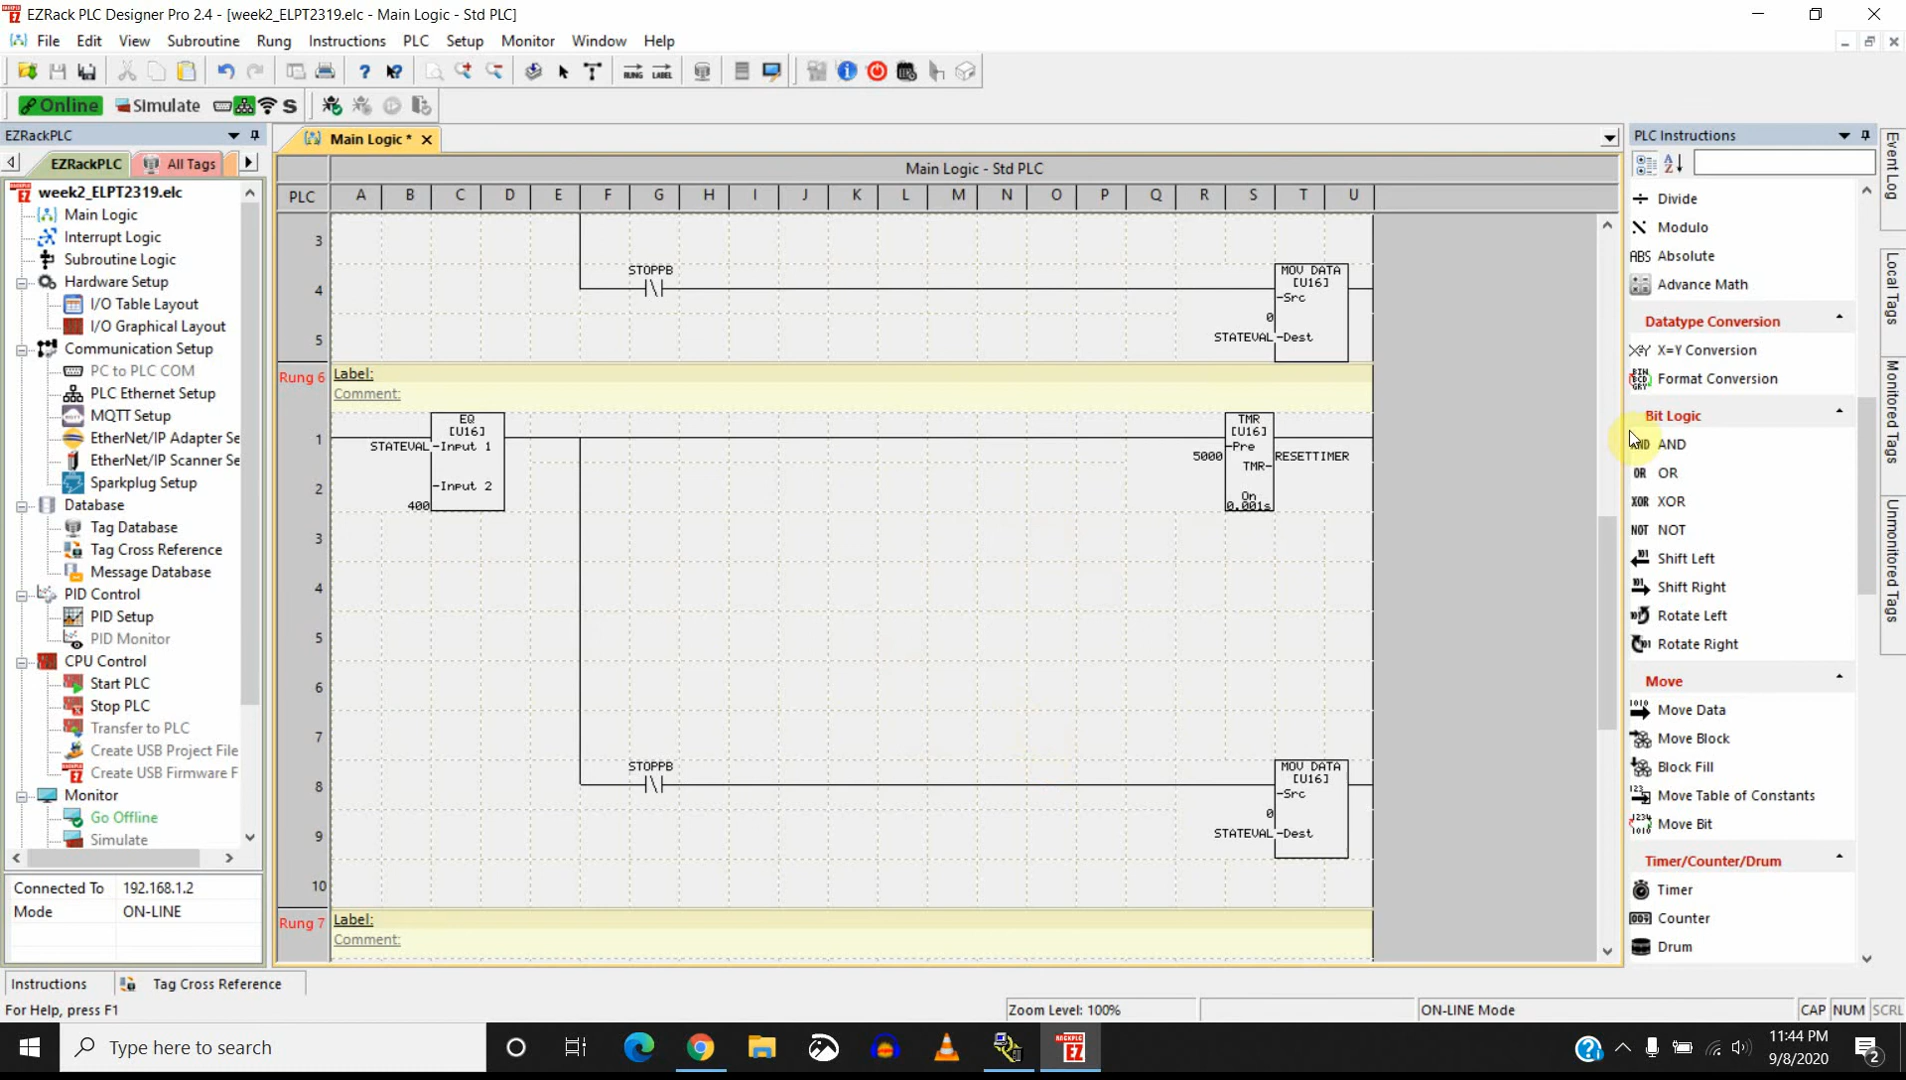 EZRack PLC Designer Pro 2.4 - [week2_ELPT2319.elc - Main Logic - Std PLC]
File Edit View Subroutine Rung Instructions PLC Setup Monitor Window Help
RUNG LABEL
Online Simulate S
EZRackPLC
Main Logic *
PLC Instructions
EZRackPLC All Tags
Main Logic - Std PLC
PLC A B C D E F G H I J K L M N O P Q R S T U
week2_ELPT2319.elc
Main Logic
Interrupt Logic
Subroutine Logic
Hardware Setup
I/O Table Layout
I/O Graphical Layout
Communication Setup
PC to PLC COM
PLC Ethernet Setup
MQTT Setup
EtherNet/IP Adapter Se
EtherNet/IP Scanner Se
Sparkplug Setup
Database
Tag Database
Tag Cross Reference
Message Database
PID Control
PID Setup
PID Monitor
CPU Control
Start PLC
Stop PLC
Transfer to PLC
Create USB Project File
Create USB Firmware F
Monitor
Go Offline
Simulate
Connected To 192.168.1.2
Mode ON-LINE
3
4
5
STOPPB
MOV DATA
[U16]
Src
0
STATEVAL Dest
Rung 6
Label:
Comment:
1
2
3
4
5
6
7
8
9
10
EQ
[U16]
STATEVAL Input 1
Input 2
400
TMR
[U16]
Pre
5000
TMR RESETTIMER
On
0.001s
STOPPB
MOV DATA
[U16]
Src
0
STATEVAL Dest
Rung 7
Label:
Comment:
Divide
Modulo
ABS Absolute
Advance Math
Datatype Conversion
X=Y Conversion
Format Conversion
Bit Logic
AND
OR OR
XOR XOR
NOT NOT
Shift Left
Shift Right
Rotate Left
Rotate Right
Move
Move Data
Move Block
Block Fill
Move Table of Constants
Move Bit
Timer/Counter/Drum
Timer
Counter
Drum
Event Log
Local Tags
Monitored Tags
Unmonitored Tags
Instructions Tag Cross Reference
For Help, press F1
Zoom Level: 100%
ON-LINE Mode
CAP NUM SCRL
Type here to search
11:44 PM
9/8/2020
2